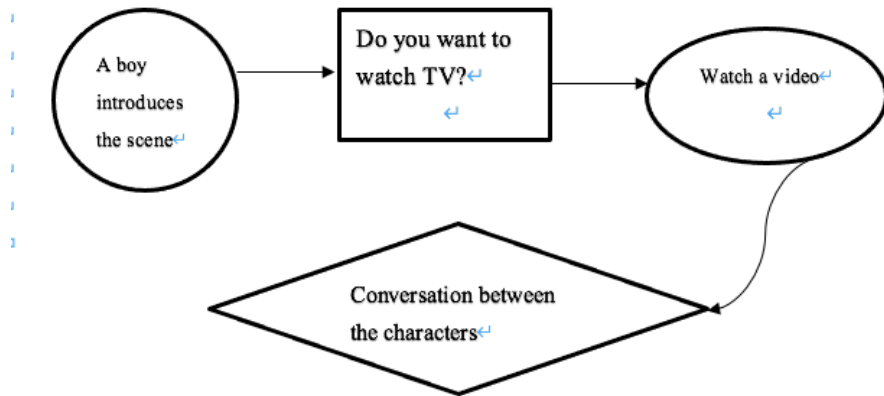 A boy
introduces
the scene
Do you want to
watch TV?
Watch a video
Conversation between
the characters